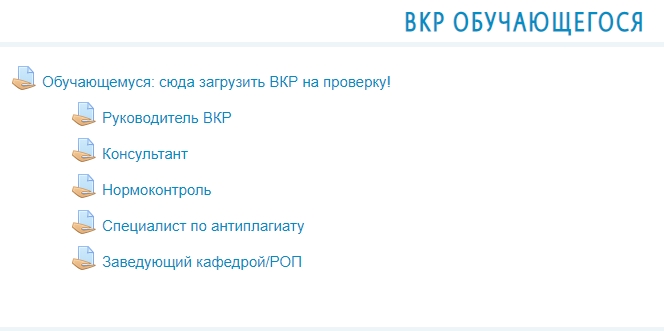 ВКР ОБУЧАЮЩЕГОСЯ
Обучающемуся: сюда загрузить ВКР на проверку!
Руководитель ВКР
Консультант
Нормоконтроль
Специалист по антиплагиату
Заведующий кафедрой/РОП